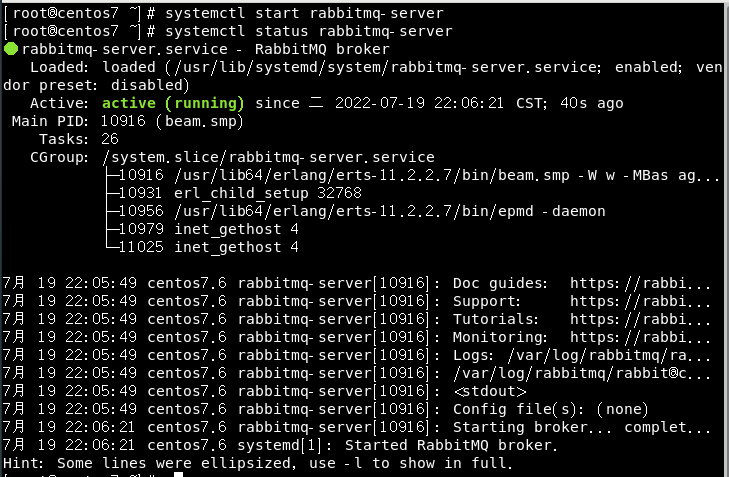 [root@centos7 ~]# systemctl start rabbitmq-server
[root@centos7 ~]# systemctl status rabbitmq-server
●rabbitmq-server.service - RabbitMQ broker
Loaded: loaded (/usr/lib/systemd/system/rabbitmq-server.service; enabled; ven
dor preset: disabled)
Active: active (running) since 二 2022-07-19 22:06:21 CST; 40s ago
Main PID: 10916 (beam.smp)
Tasks: 26
CGroup: /system.slice/rabbitmq-server.service
├─10916 /usr/lib64/erlang/erts-11.2.2.7/bin/beam.smp -W w -MBas ag...
├─10931 erl_child_setup 32768
├─10956 /usr/lib64/erlang/erts-11.2.2.7/bin/epmd -daemon
├─10979 inet_gethost 4
└─11025 inet_gethost 4
7月 19 22:05:49 centos7.6 rabbitmq-server[10916]: Doc guides: https://rabbi...
7月 19 22:05:49 centos7.6 rabbitmq-server[10916]: Support: https://rabbi...
7月 19 22:05:49 centos7.6 rabbitmq-server[10916]: Tutorials: https://rabbi...
7月 19 22:05:49 centos7.6 rabbitmq-server[10916]: Monitoring: https://rabbi...
7月 19 22:05:49 centos7.6 rabbitmq-server[10916]: Logs: /var/log/rabbitmq/ra...
7月 19 22:05:49 centos7.6 rabbitmq-server[10916]: /var/log/rabbitmq/rabbit@c...
7月 19 22:05:49 centos7.6 rabbitmq-server[10916]: <stdout>
7月 19 22:05:49 centos7.6 rabbitmq-server[10916]: Config file(s): (none)
7月 19 22:06:21 centos7.6 rabbitmq-server[10916]: Starting broker... complet...
7月 19 22:06:21 centos7.6 systemd[1]: Started RabbitMQ broker.
Hint: Some lines were ellipsized, use -l to show in full.